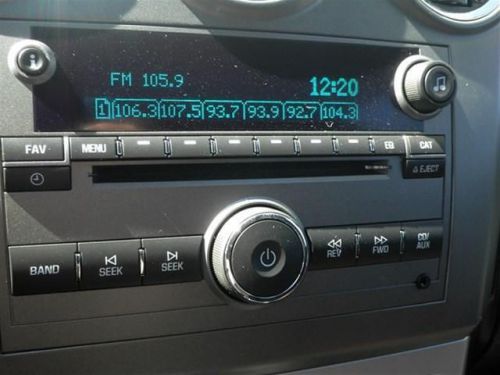 FM 105.9 12:20
1 106.3 107.5 93.7 93.9 92.7 104.3
FAV MENU EQ CAT
EJECT
BAND SEEK SEEK REV FWD CD/
AUX